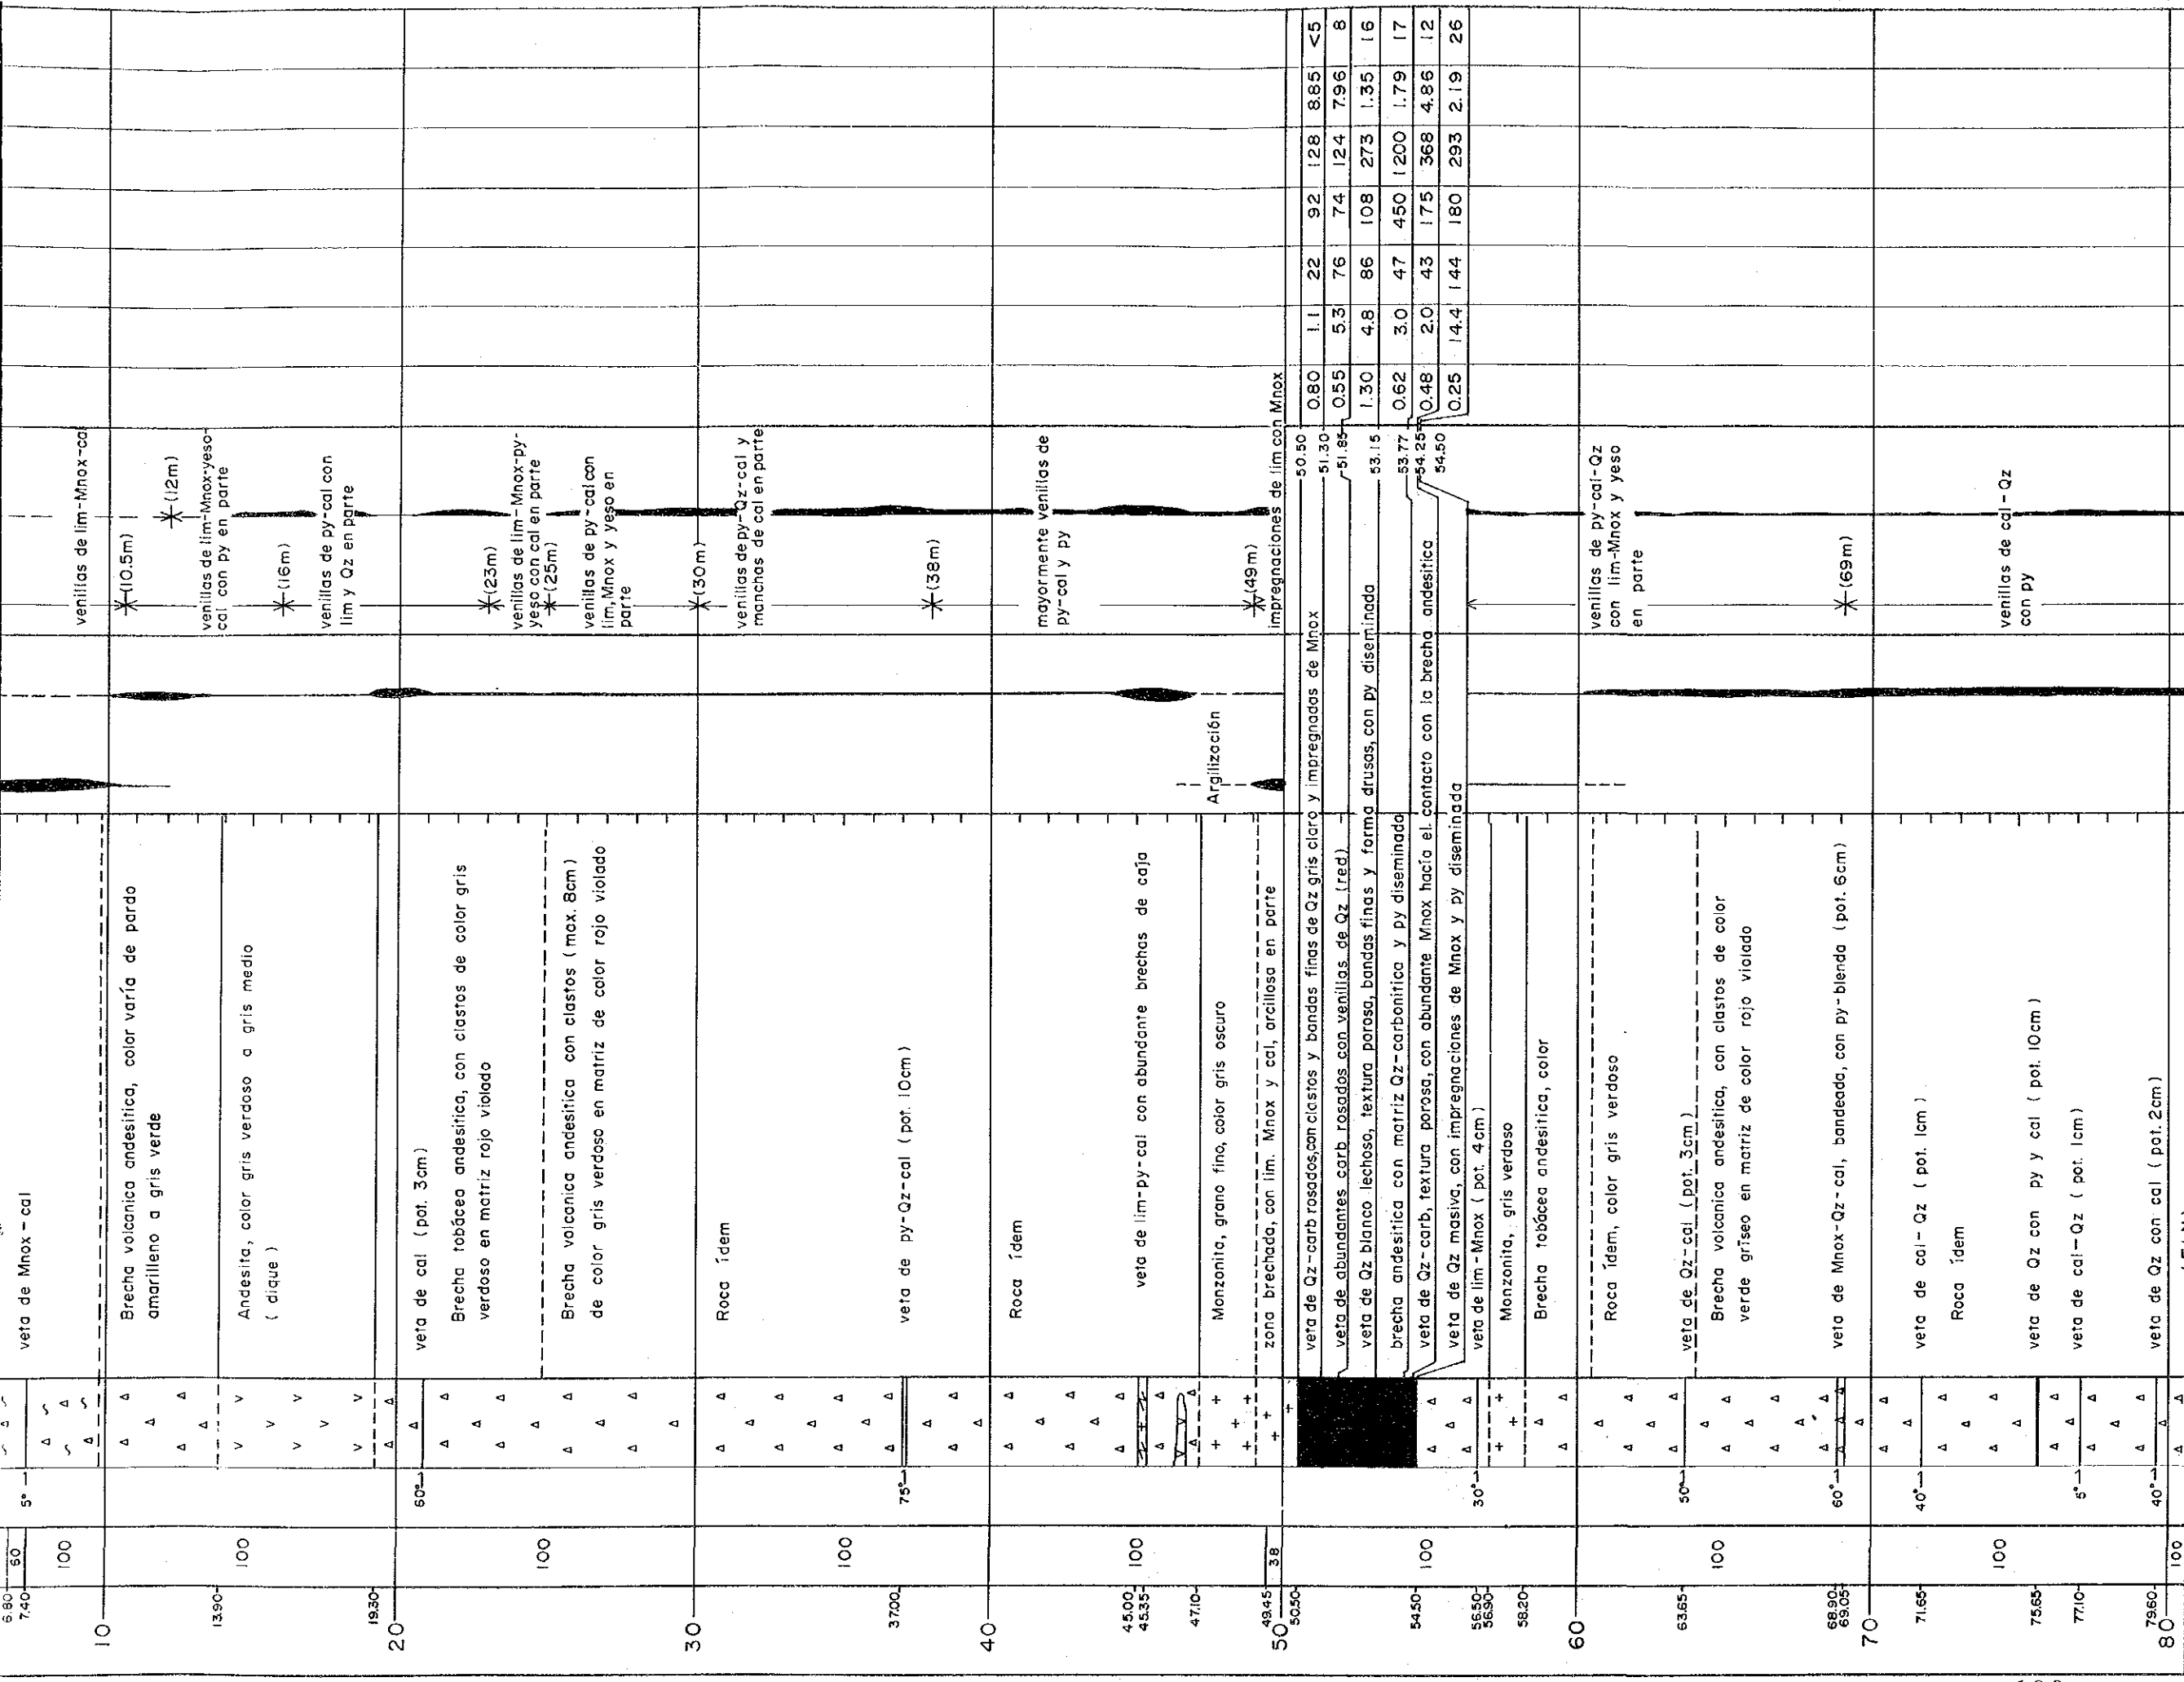 6.80
7.40
10
13.90
19.30
20
30
37.00
40
45.00
45.35
47.10
49.45
50
50.50
54.50
56.50
56.90
58.20
60
63.65
68.90
69.05
70
71.65
75.65
77.10
79.60
80
60
100
100
100
100
100
38
100
100
100
100
5°
60°
75°
30°
50°
60°
40°
5°
40°
veta de Mnox-cal
Brecha volcanica andesitica, color varía de pardo
amarilleno a gris verde
Andesita, color gris verdoso a gris medio
( dique )
veta de cal (pot. 3cm)
Brecha tobácea andesitica, con clastos de color gris
verdoso en matriz rojo violado
Brecha volcanica andesitica con clastos (max. 8cm)
de color gris verdoso en matriz de color rojo violado
Roca ídem
veta de py-Qz-cal (pot. 10cm)
Roca ídem
veta de lim-py-cal con abundante brechas de caja
Monzonita, grano fino, color gris oscuro
zona brechada, con lim. Mnox y cal, arcillosa en parte
veta de Qz-carb rosados,con clastos y bandas finas de Qz gris claro y impregnadas de Mnox
veta de abundantes carb rosados con venillas de Qz (red)
veta de Qz blanco lechoso, textura porosa, bandas finas y forma drusas, con py diseminada
brecha andesitica con matriz Qz-carbonitica y py diseminada
veta de Qz-carb, textura porosa, con abundante Mnox hacía el contacto con la brecha andesitica
veta de Qz masiva, con impregnaciones de Mnox y py diseminada
veta de lim-Mnox (pot. 4cm)
Monzonita, gris verdoso
Brecha tobácea andesitica, color
Roca ídem, color gris verdoso
veta de Qz-cal (pot. 3cm)
Brecha volcanica andesitica, con clastos de color
verde gríseo en matriz de color rojo violado
veta de Mnox-Qz-cal, bandeada, con py-blenda (pot. 6cm)
veta de cal-Qz (pot. 1cm)
Roca ídem
veta de Qz con py y cal (pot. 10cm)
veta de cal-Qz (pot. 1cm)
veta de Qz con cal (pot. 2cm)
Argilización
venillas de lim-Mnox-cal
(10.5m)
(12m)
venillas de lim-Mnox-yeso-
cal con py en parte
(16m)
venillas de py-cal con
lim y Qz en parte
(23m)
venillas de lim-Mnox-py-
yeso con cal en parte
(25m)
venillas de py-cal con
lim, Mnox y yeso en
parte
(30m)
venillas de py-Qz-cal y
manchas de cal en parte
(38m)
mayormente venillas de
py-cal y py
(49m)
impregnaciones de lim con Mnox
venillas de py-cal-Qz
con lim-Mnox y yeso
en parte
(69m)
venillas de cal-Qz
con py
50.50
0.80 1.1 22 92 128 8.85 <5
51.30
0.55 5.3 76 74 124 7.96 8
51.85
1.30 4.8 86 108 273 1.35 16
53.15
0.62 3.0 47 450 1200 1.79 17
53.77
0.48 2.0 43 175 368 4.86 12
54.25
0.25 14.4 144 180 293 2.19 26
54.50